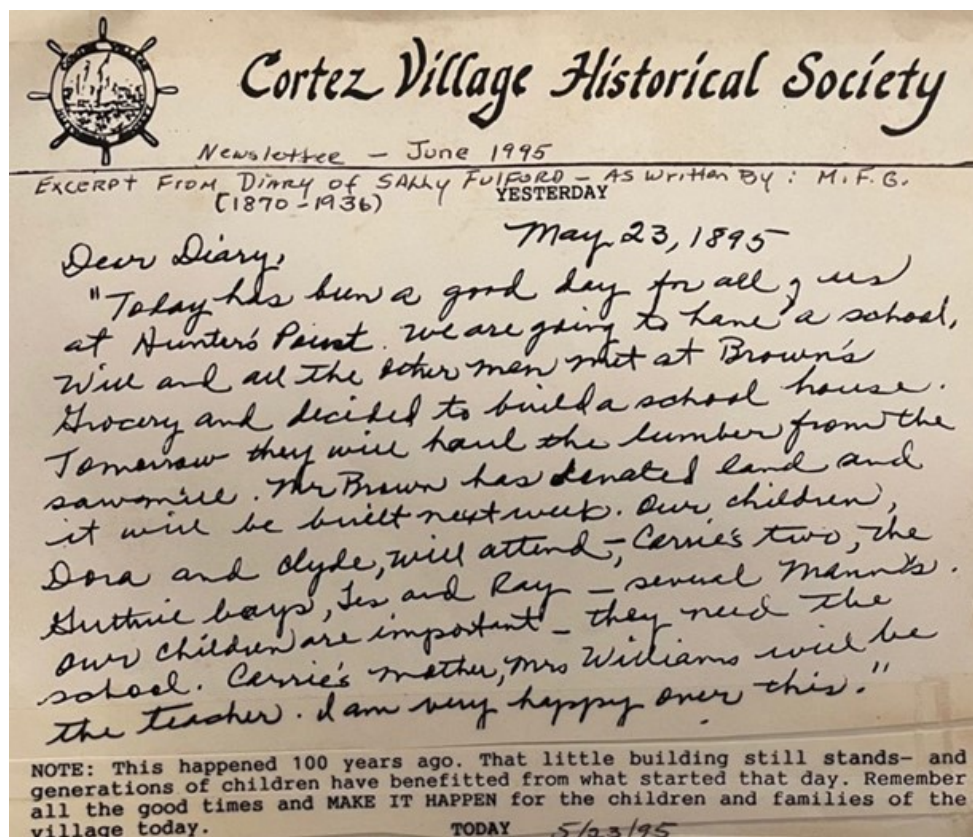 Cortez Village Historical Society
Newsletter - June 1995
EXCERPT FROM DIARY OF SALLY FULFORD - AS WRITTEN BY: M.F.G.
(1870-1936)
YESTERDAY
May 23, 1895
Dear Diary,
"Today has been a good day for all of us
at Hunter's Point. We are going to have a school.
Will and all the other men met at Brown's
Grocery and decided to build a school house.
Tomorrow they will haul the lumber from the
sawmill. Mr Brown has donated land and
it will be built next week. Our children,
Dora and Clyde, will attend -, Carrie's two, the
Guthrie boys, Les and Ray - several Mann's.
Our children are important - they need the
school. Carrie's mother, Mrs Williams will be
the teacher. I am very happy over this."
NOTE: This happened 100 years ago. That little building still stands- and
generations of children have benefitted from what started that day. Remember
all the good times and MAKE IT HAPPEN for the children and families of the
village today.
TODAY 5/23/95